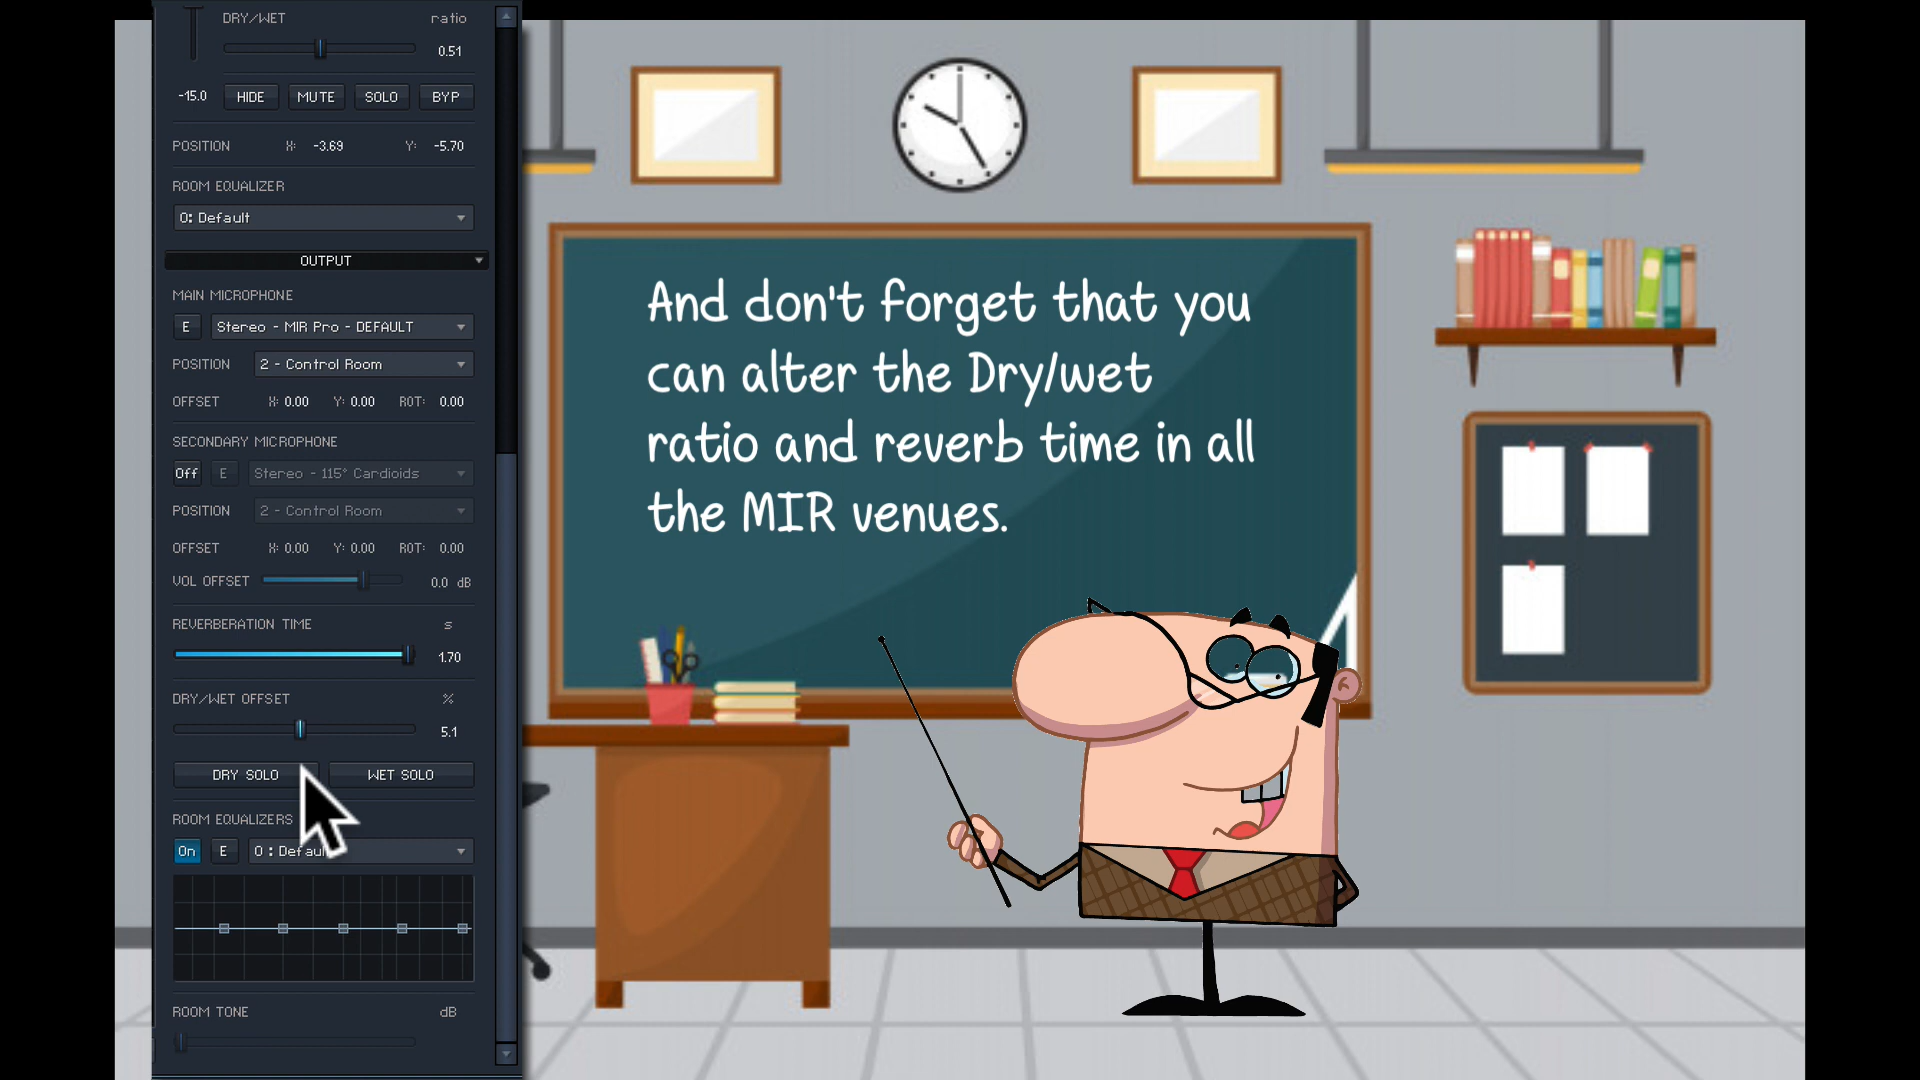 DRY/WET ratio
0.51
-15.0 HIDE MUTE SOLO BYP
POSITION X: -3.69 Y: -5.70
ROOM EQUALIZER
0: Default
OUTPUT
MAIN MICROPHONE
E Stereo - MIR Pro - DEFAULT
POSITION 2 - Control Room
OFFSET X: 0.00 Y: 0.00 ROT: 0.00
SECONDARY MICROPHONE
Off E Stereo - 115° Cardioids
POSITION 2 - Control Room
OFFSET X: 0.00 Y: 0.00 ROT: 0.00
VOL OFFSET 0.0 dB
REVERBERATION TIME s
1.70
DRY/WET OFFSET %
5.1
DRY SOLO WET SOLO
ROOM EQUALIZERS
On E 0 : Default
ROOM TONE dB
And don't forget that you
can alter the Dry/wet
ratio and reverb time in all
the MIR venues.